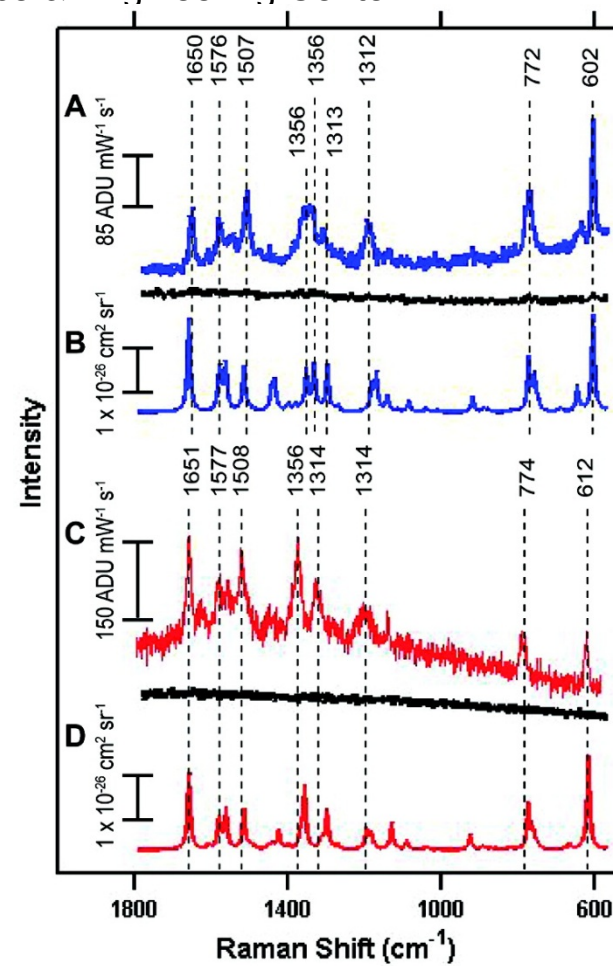 1650 1576 1507 1356 1312 772 602
1356 1313
A
85 ADU mW⁻¹ s⁻¹
B
1 x 10⁻²⁶ cm² sr⁻¹
Intensity
1651 1577 1508 1356 1314 1314 774 612
C
150 ADU mW⁻¹ s⁻¹
D
1 x 10⁻²⁶ cm² sr⁻¹
1800 1400 1000 600
Raman Shift (cm⁻¹)